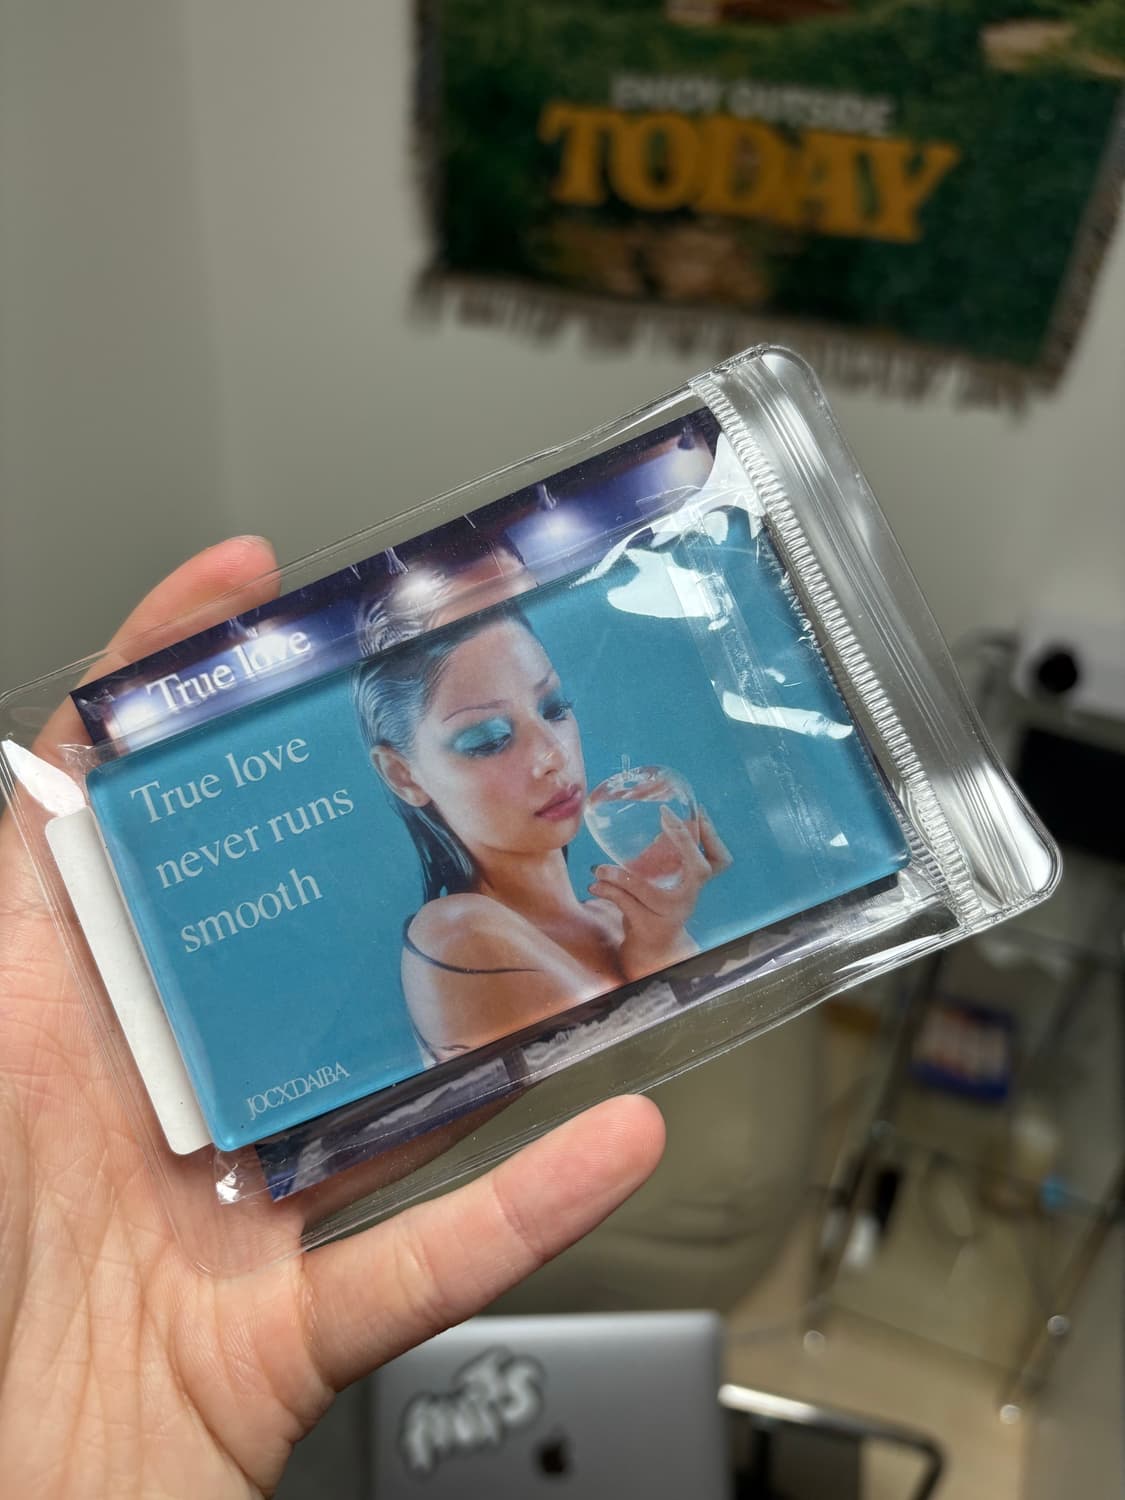 ENJOY OUTSIDE
TODAY
True love
True love
never runs
smooth
JOCXDAIBA